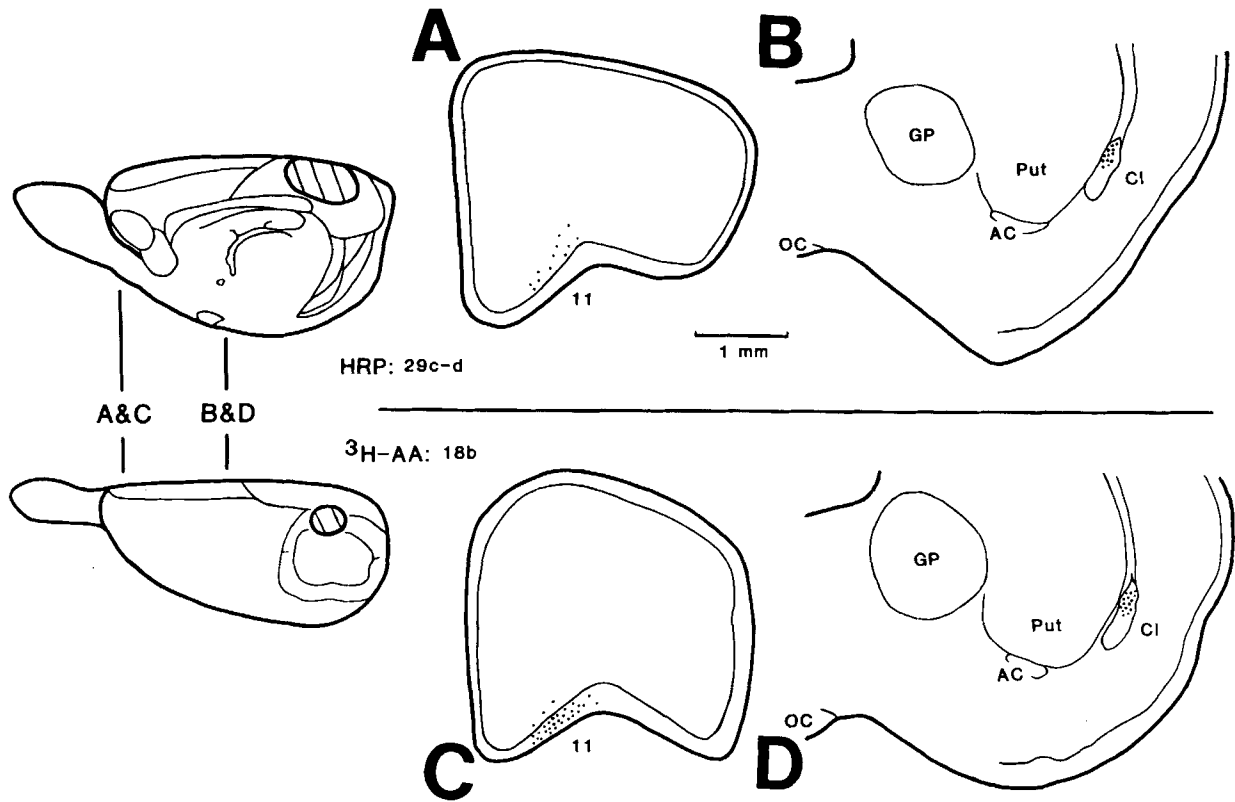 A
B
GP
Put
Cl
AC
OC
11
1 mm
HRP: 29c-d
A&C B&D
³H-AA: 18b
GP
Put
Cl
AC
OC
11
C
D